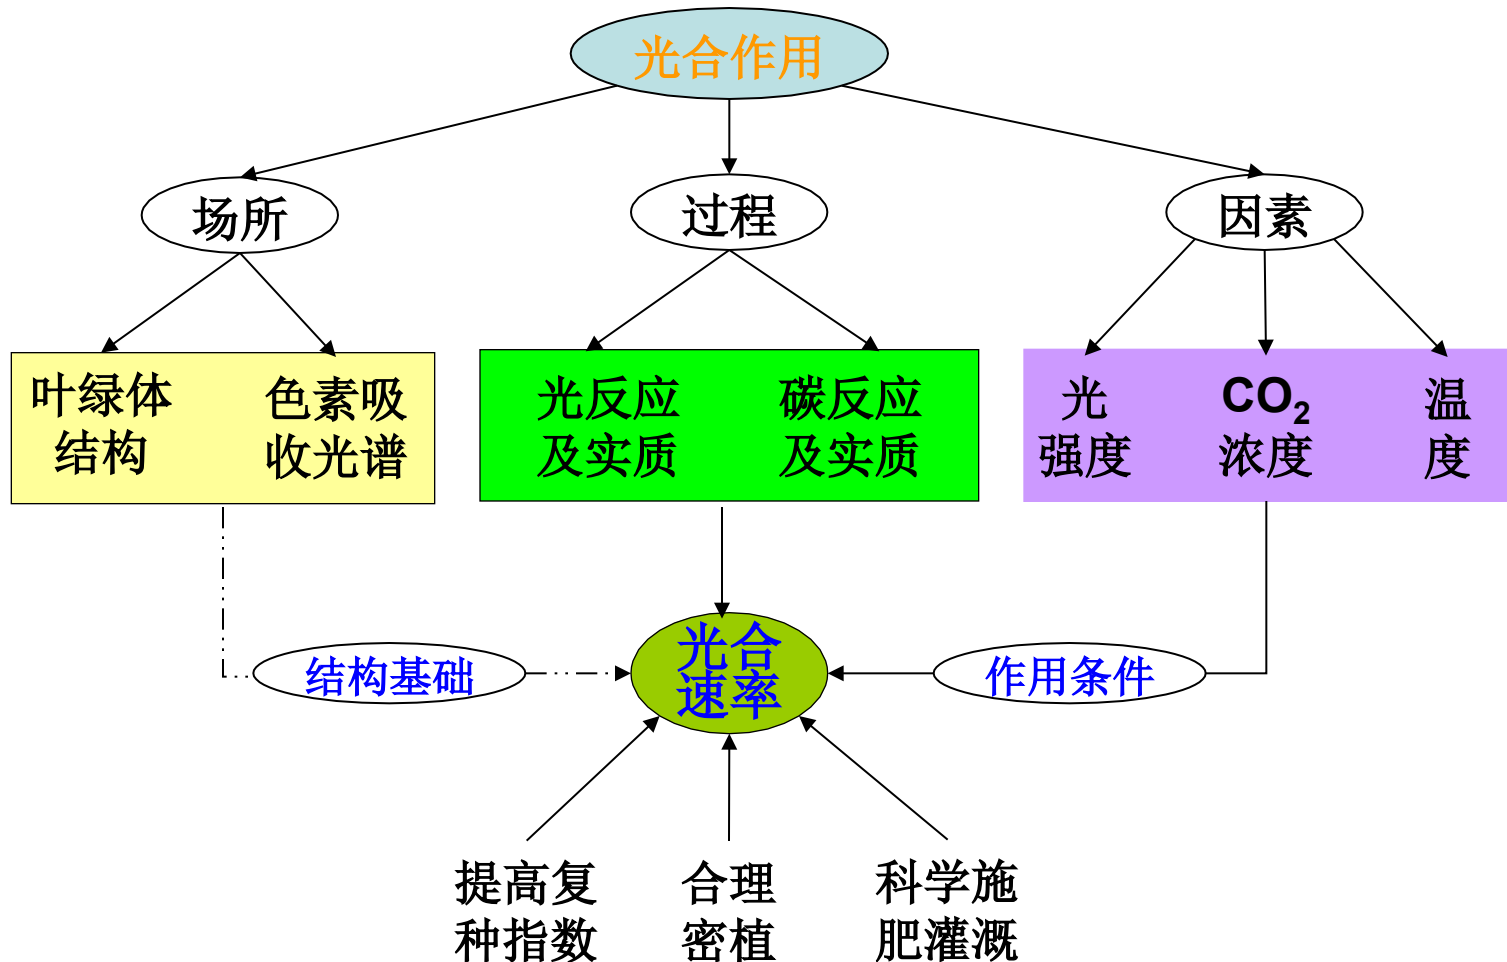 光合作用
场所
过程
因素
叶绿体
结构
色素吸
收光谱
光反应
及实质
碳反应
及实质
光
强度
CO₂
浓度
温
度
结构基础
光合
速率
作用条件
提高复
种指数
合理
密植
科学施
肥灌溉